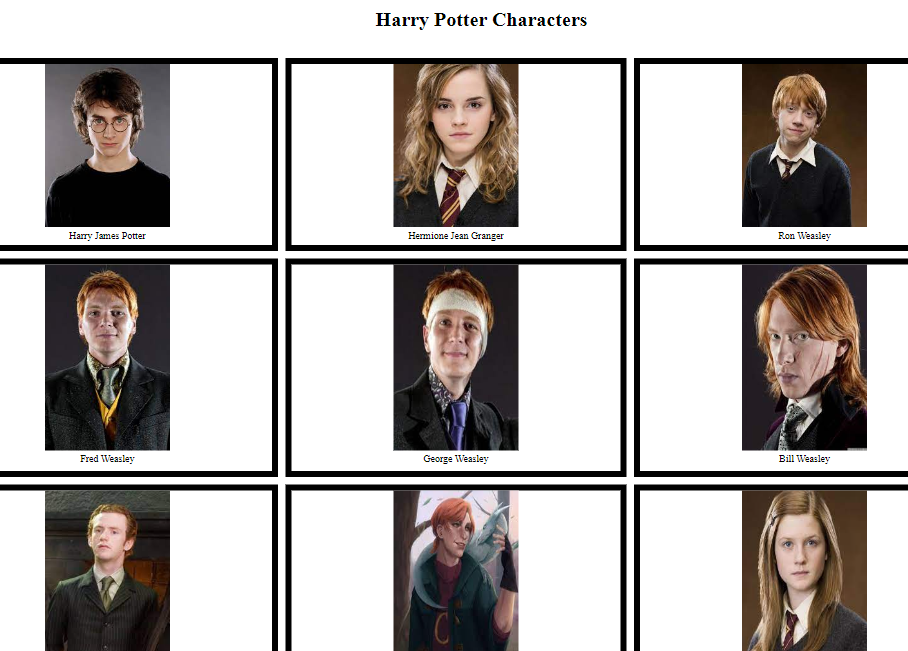 Harry Potter Characters
Harry James Potter
Hermione Jean Granger
Ron Weasley
Fred Weasley
George Weasley
Bill Weasley